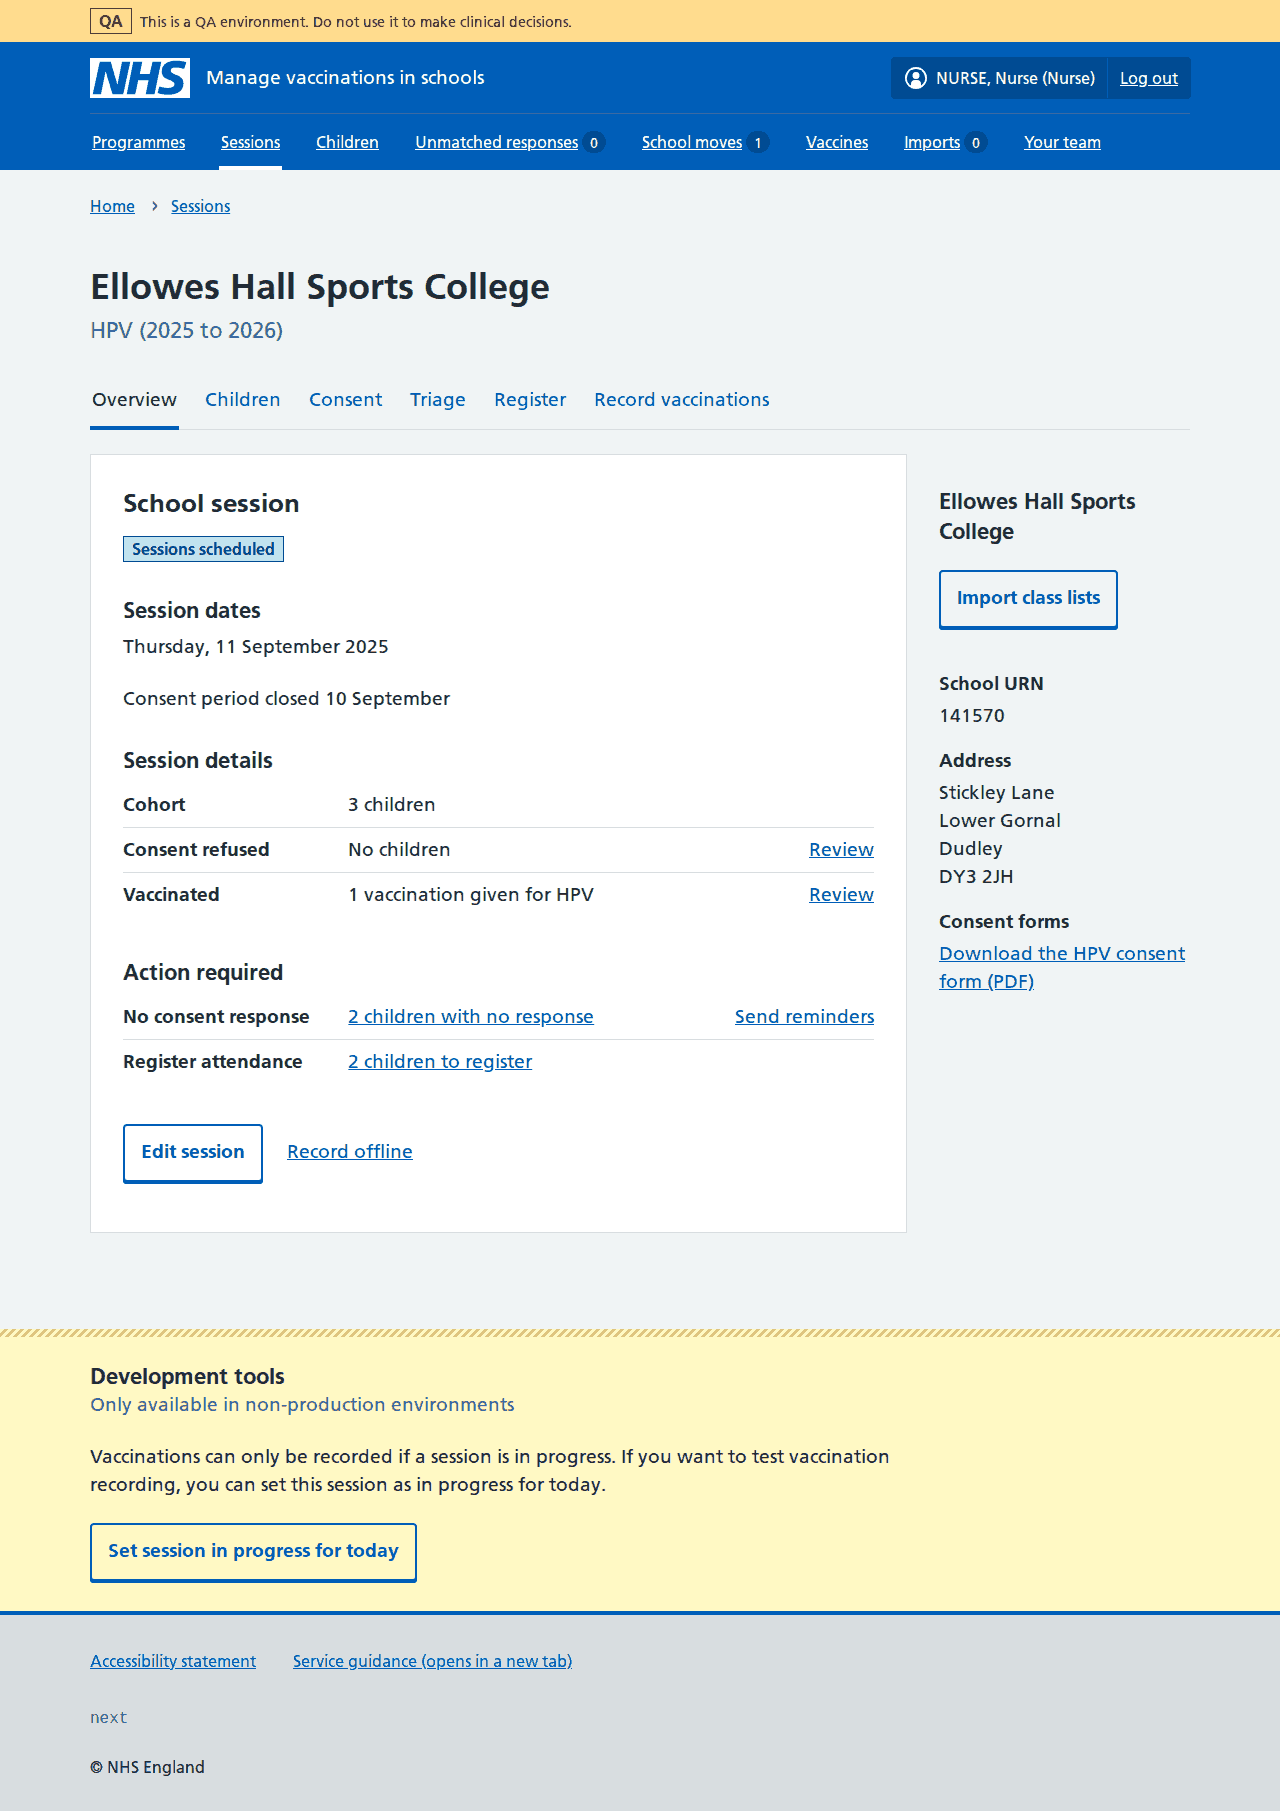 QA This is a QA environment. Do not use it to make clinical decisions.
NHS Manage vaccinations in schools NURSE, Nurse (Nurse) Log out
Programmes Sessions Children Unmatched responses 0 School moves 1 Vaccines Imports 0 Your team
Home › Sessions
Ellowes Hall Sports College
HPV (2025 to 2026)
Overview Children Consent Triage Register Record vaccinations
School session
Sessions scheduled
Session dates
Thursday, 11 September 2025
Consent period closed 10 September
Session details
Cohort 3 children
Consent refused No children Review
Vaccinated 1 vaccination given for HPV Review
Action required
No consent response 2 children with no response Send reminders
Register attendance 2 children to register
Edit session Record offline
Ellowes Hall Sports
College
Import class lists
School URN
141570
Address
Stickley Lane
Lower Gornal
Dudley
DY3 2JH
Consent forms
Download the HPV consent
form (PDF)
Development tools
Only available in non-production environments
Vaccinations can only be recorded if a session is in progress. If you want to test vaccination
recording, you can set this session as in progress for today.
Set session in progress for today
Accessibility statement Service guidance (opens in a new tab)
next
© NHS England